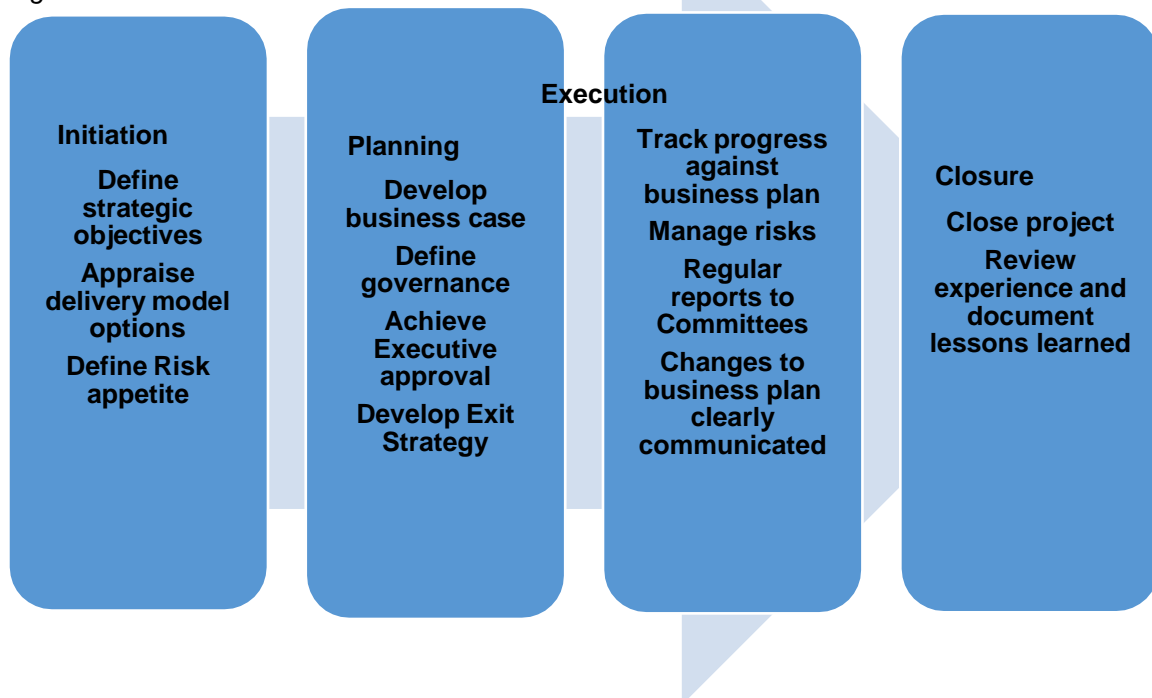 Initiation
Define
strategic
objectives
Appraise
delivery model
options
Define Risk
appetite
Planning
Develop
business case
Define
governance
Achieve
Executive
approval
Develop Exit
Strategy
Execution
Track progress
against
business plan
Manage risks
Regular
reports to
Committees
Changes to
business plan
clearly
communicated
Closure
Close project
Review
experience and
document
lessons learned